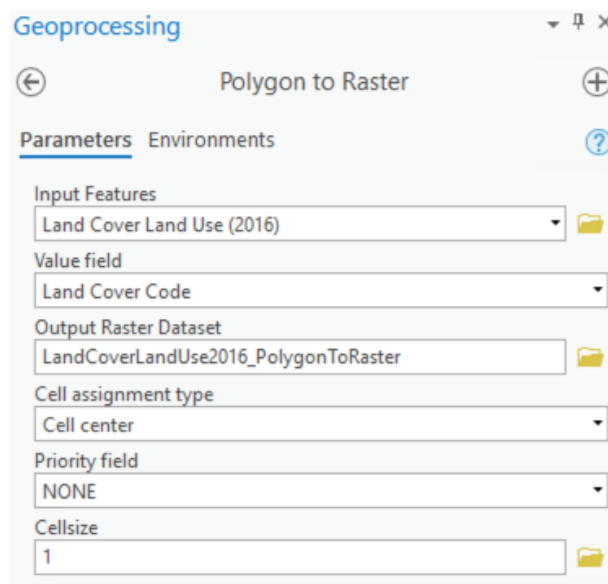 Geoprocessing
Polygon to Raster
Parameters Environments
?
Input Features
Land Cover Land Use (2016)
Value field
Land Cover Code
Output Raster Dataset
LandCoverLandUse2016_PolygonToRaster
Cell assignment type
Cell center
Priority field
NONE
Cellsize
1